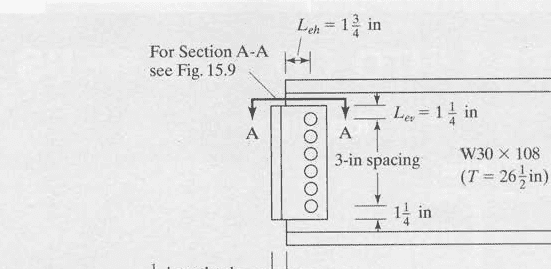 L_eh = 1 3/4 in
For Section A-A
see Fig. 15.9
L_ev = 1 1/4 in
A A
3-in spacing
W30 × 108
(T = 26 1/2 in)
1 1/4 in